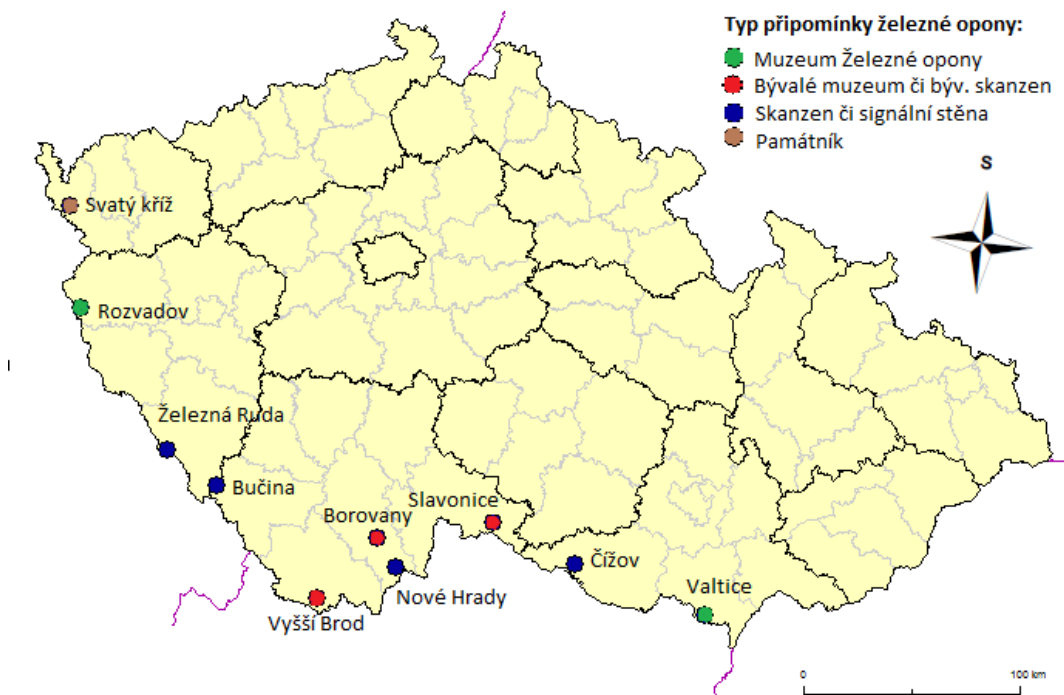 Typ připomínky železné opony:
Muzeum Železné opony
Bývalé muzeum či býv. skanzen
Skanzen či signální stěna
Památník
S
Svatý kříž
Rozvadov
Železná Ruda
Bučina
Slavonice
Borovany
Čížov
Valtice
Nové Hrady
Vyšší Brod
0 100 km